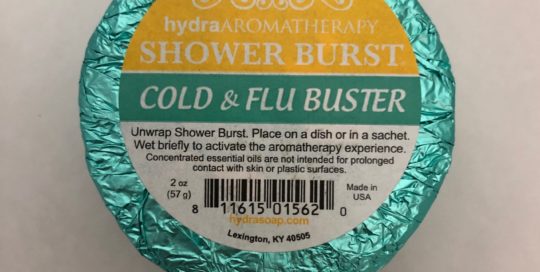 hydraAROMATHERAPY
SHOWER BURST®
COLD & FLU BUSTER
Unwrap Shower Burst. Place on a dish or in a sachet.
Wet briefly to activate the aromatherapy experience.
Concentrated essential oils are not intended for prolonged
contact with skin or plastic surfaces.
2 oz
(57 g)
Made in
USA
8 11615 01562 0
hydrasoap.com
Lexington, KY 40505